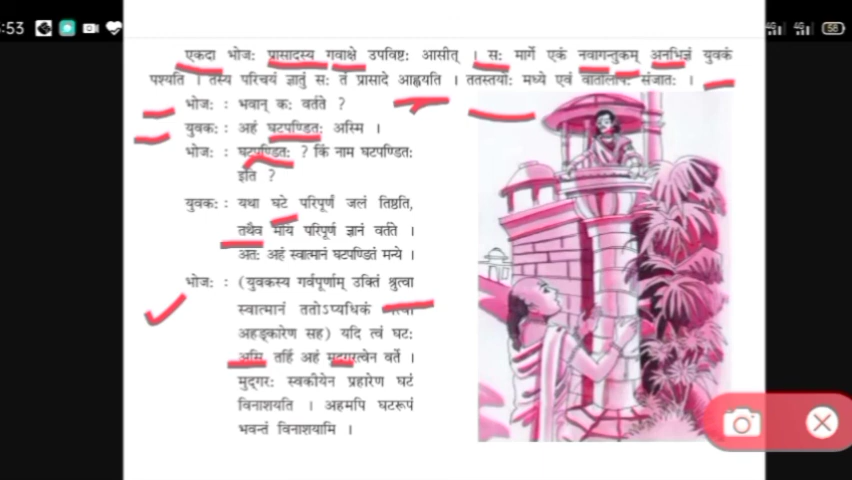 :53
58
एकदा भोज: प्रासादस्य गवाक्षे उपविष्ट: आसीत् । स: मार्गे एकं नवागन्तुकम् अनभिज्ञं युवकं
पश्यति । तस्य परिचयं ज्ञातुं स: तं प्रासादे आह्वयति । ततस्तयो: मध्ये एवं वार्तालाप: संजात: ।
भोज: : भवान् क: वर्तते ?
युवक: : अहं घटपण्डित: अस्मि ।
भोज: : घटपण्डित: ? किं नाम घटपण्डित:
इति ?
युवक: : यथा घटे परिपूर्णं जलं तिष्ठति,
तथैव मयि परिपूर्णं ज्ञानं वर्तते ।
अत: अहं स्वात्मानं घटपण्डितं मन्ये ।
भोज: : (युवकस्य गर्वपूर्णाम् उक्तिं श्रुत्वा
स्वात्मानं ततोऽप्यधिकं
अहङ्कारेण सह) यदि त्वं घट:
असि तर्हि अहं मुद्गरत्वेन वर्ते ।
मुद्गर: स्वकीयेन प्रहारेण घटं
विनाशयति । अहमपि घटरूपं
भवन्तं विनाशयामि ।